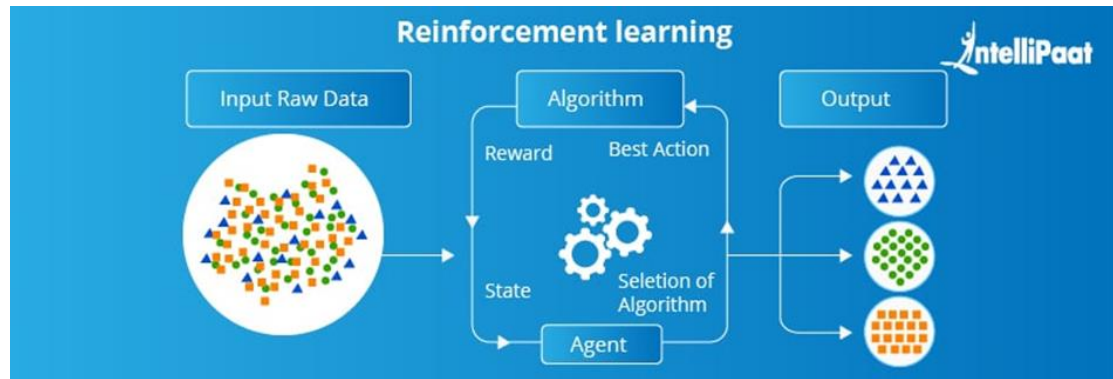 Reinforcement learning
IntelliPaat
Input Raw Data
Algorithm
Output
Reward
Best Action
State
Seletion of
Algorithm
Agent